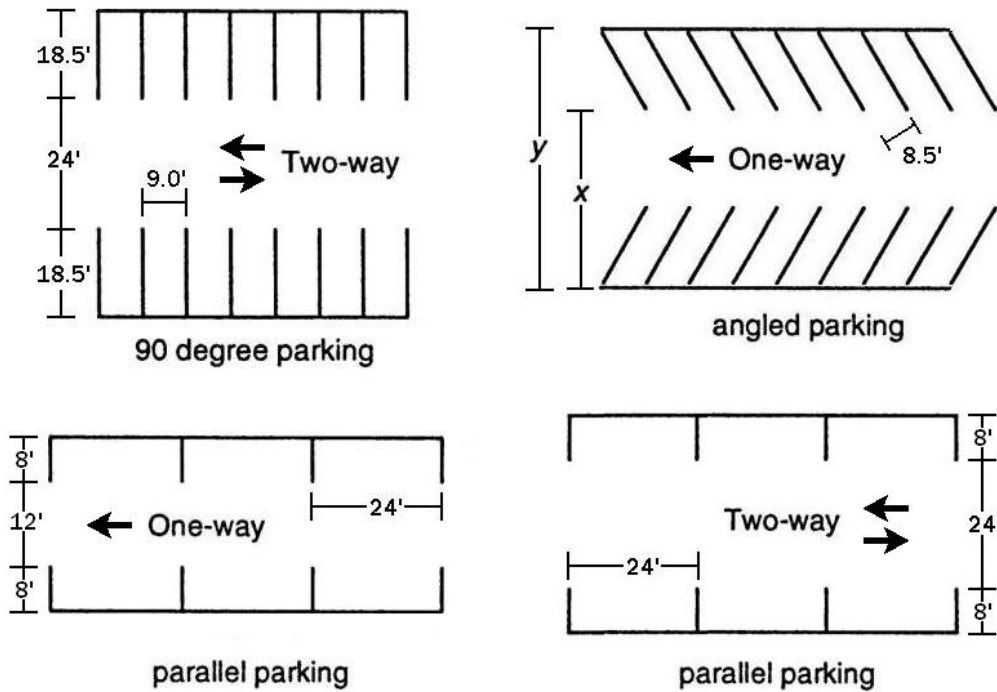 18.5'
24'
18.5'
9.0'
Two-way
90 degree parking
y
x
One-way
8.5'
angled parking
8'
12'
8'
One-way
24'
parallel parking
8'
24
8'
Two-way
24'
parallel parking